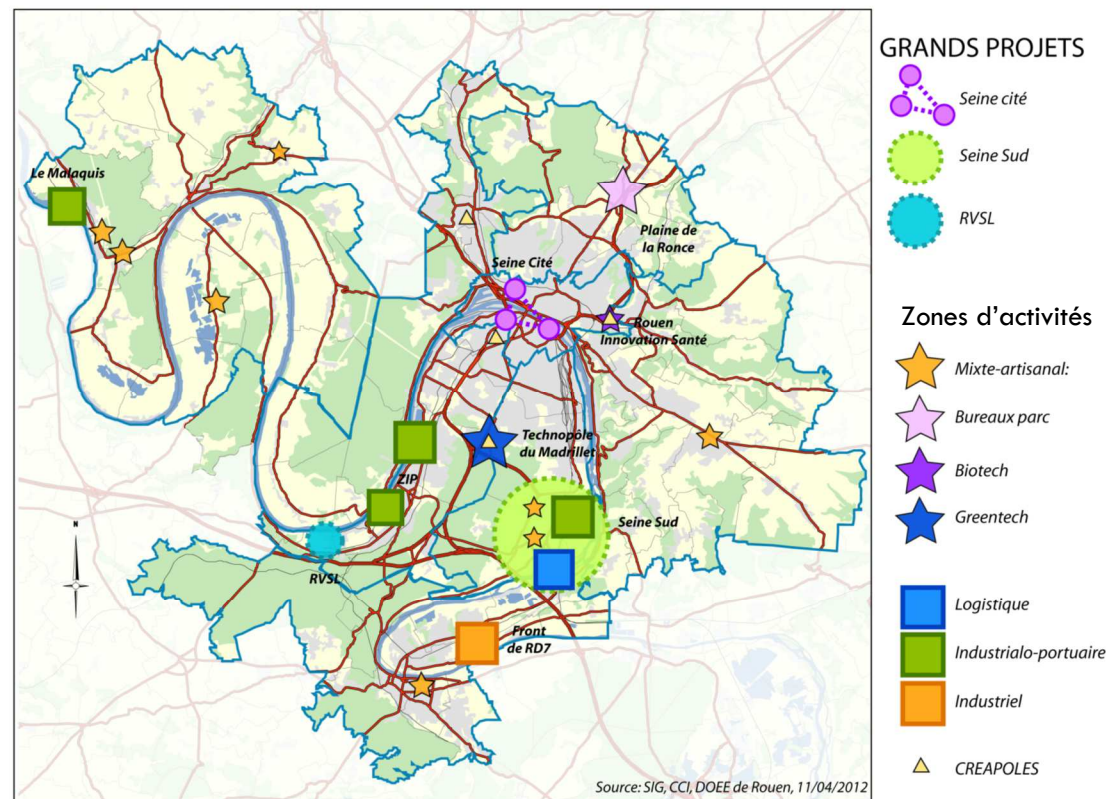 Le Malaquis
Seine Cité
Plaine de
la Ronce
Rouen
Innovation Santé
Technopôle
du Madrillet
ZIP
Seine Sud
RVSL
Front
de RD7
N
Source: SIG, CCI, DOEE de Rouen, 11/04/2012
GRANDS PROJETS
Seine cité
Seine Sud
RVSL
Zones d'activités
Mixte-artisanal:
Bureaux parc
Biotech
Greentech
Logistique
Industrialo-portuaire
Industriel
CREAPOLES